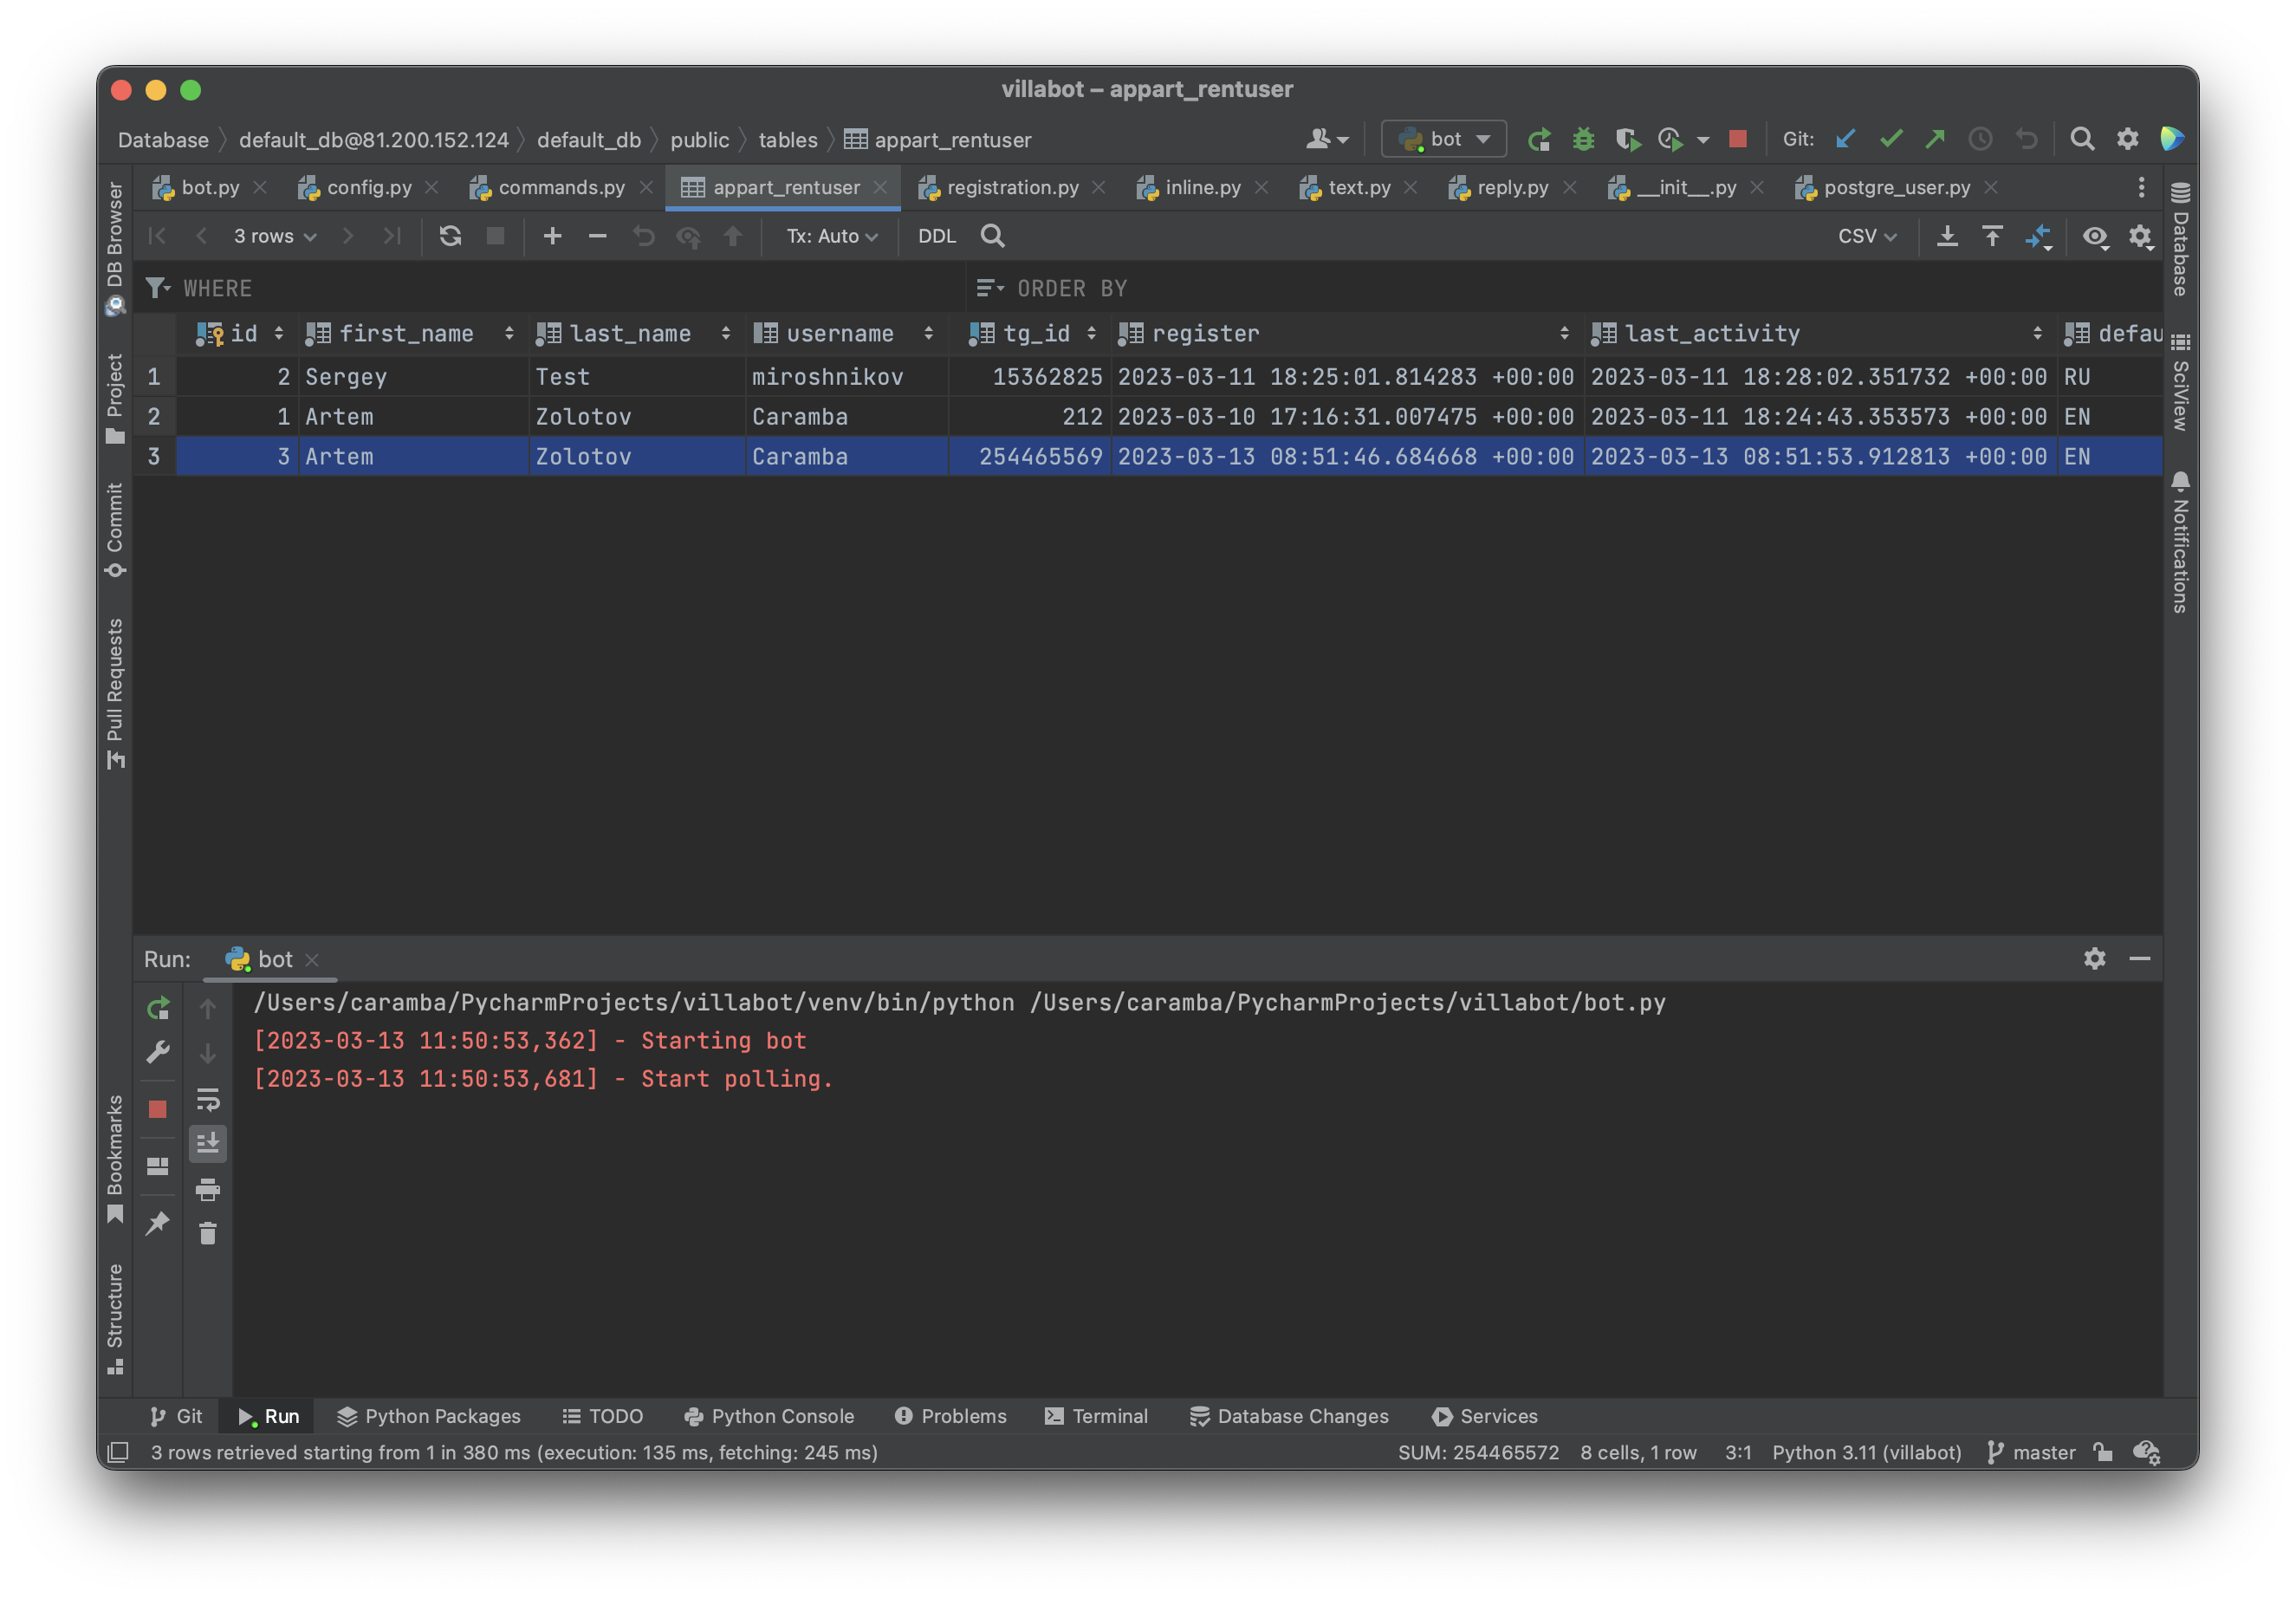 villabot – appart_rentuser
Database default_db@81.200.152.124 default_db public tables appart_rentuser bot Git:
bot.py config.py commands.py appart_rentuser registration.py inline.py text.py reply.py __init__.py postgre_user.py
3 rows Tx: Auto DDL CSV
WHERE ORDER BY
id first_name last_name username tg_id register last_activity defau
1 2 Sergey Test miroshnikov 15362825 2023-03-11 18:25:01.814283 +00:00 2023-03-11 18:28:02.351732 +00:00 RU
2 1 Artem Zolotov Caramba 212 2023-03-10 17:16:31.007475 +00:00 2023-03-11 18:24:43.353573 +00:00 EN
3 3 Artem Zolotov Caramba 254465569 2023-03-13 08:51:46.684668 +00:00 2023-03-13 08:51:53.912813 +00:00 EN
DB Browser
Project
Commit
Pull Requests
Bookmarks
Structure
Database
SciView
Notifications
Run: bot
/Users/caramba/PycharmProjects/villabot/venv/bin/python /Users/caramba/PycharmProjects/villabot/bot.py
[2023-03-13 11:50:53,362] - Starting bot
[2023-03-13 11:50:53,681] - Start polling.
Git Run Python Packages TODO Python Console Problems Terminal Database Changes Services
3 rows retrieved starting from 1 in 380 ms (execution: 135 ms, fetching: 245 ms) SUM: 254465572 8 cells, 1 row 3:1 Python 3.11 (villabot) master